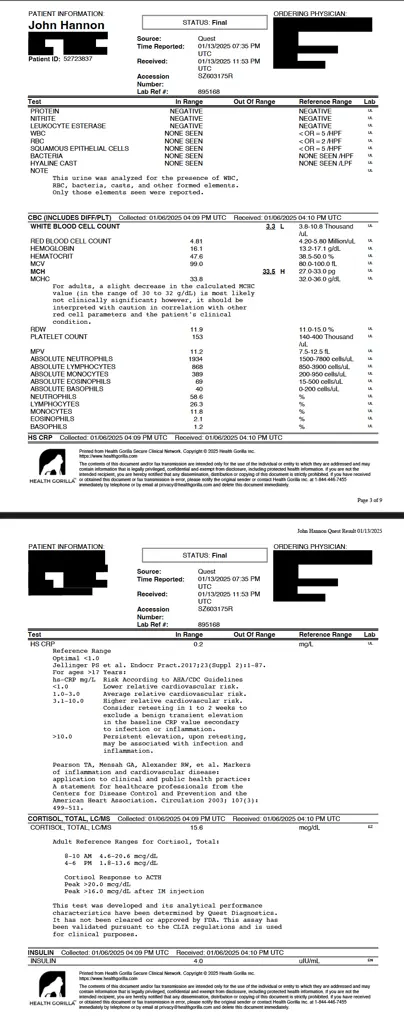 PATIENT INFORMATION:
John Hannon
Patient ID: 52723837
STATUS: Final
ORDERING PHYSICIAN:
Source: Quest
Time Reported: 01/13/2025 07:35 PM UTC
Received: 01/13/2025 11:53 PM UTC
Accession Number: SZ603175R
Lab Ref #: 895168
Test In Range Out Of Range Reference Range Lab
PROTEIN NEGATIVE NEGATIVE UL
NITRITE NEGATIVE NEGATIVE UL
LEUKOCYTE ESTERASE NEGATIVE NEGATIVE UL
WBC NONE SEEN < OR = 5 /HPF UL
RBC NONE SEEN < OR = 2 /HPF UL
SQUAMOUS EPITHELIAL CELLS NONE SEEN < OR = 5 /HPF UL
BACTERIA NONE SEEN NONE SEEN /HPF UL
HYALINE CAST NONE SEEN NONE SEEN /LPF UL
NOTE UL
This urine was analyzed for the presence of WBC,
RBC, bacteria, casts, and other formed elements.
Only those elements seen were reported.
CBC (INCLUDES DIFF/PLT) Collected: 01/06/2025 04:09 PM UTC Received: 01/06/2025 04:10 PM UTC
WHITE BLOOD CELL COUNT 3.3 L 3.8-10.8 Thousand/uL UL
RED BLOOD CELL COUNT 4.81 4.20-5.80 Million/uL UL
HEMOGLOBIN 16.1 13.2-17.1 g/dL UL
HEMATOCRIT 47.6 38.5-50.0 % UL
MCV 99.0 80.0-100.0 fL UL
MCH 33.5 H 27.0-33.0 pg UL
MCHC 33.8 32.0-36.0 g/dL UL
For adults, a slight decrease in the calculated MCHC
value (in the range of 30 to 32 g/dL) is most likely
not clinically significant; however, it should be
interpreted with caution in correlation with other
red cell parameters and the patient's clinical
condition.
RDW 11.9 11.0-15.0 % UL
PLATELET COUNT 153 140-400 Thousand/uL UL
MPV 11.2 7.5-12.5 fL UL
ABSOLUTE NEUTROPHILS 1934 1500-7800 cells/uL UL
ABSOLUTE LYMPHOCYTES 868 850-3900 cells/uL UL
ABSOLUTE MONOCYTES 389 200-950 cells/uL UL
ABSOLUTE EOSINOPHILS 69 15-500 cells/uL UL
ABSOLUTE BASOPHILS 40 0-200 cells/uL UL
NEUTROPHILS 58.6 % UL
LYMPHOCYTES 26.3 % UL
MONOCYTES 11.8 % UL
EOSINOPHILS 2.1 % UL
BASOPHILS 1.2 % UL
HS CRP Collected: 01/06/2025 04:09 PM UTC Received: 01/06/2025 04:10 PM UTC
HEALTH GORILLA
Printed from Health Gorilla Secure Clinical Network. Copyright © 2025 Health Gorilla Inc.
https://www.healthgorilla.com
The contents of this document and/or fax transmission are intended only for the use of the individual or entity to which they are addressed and may
contain information that is legally privileged, confidential and exempt from disclosure, including protected health information. If you are not the
intended recipient, you are hereby notified that any dissemination, distribution or copying of this document is strictly prohibited. If you have received
or obtained this document or fax transmission in error, please notify the original sender or contact Health Gorilla Inc. at 1-844-446-7455
immediately by telephone or by email at privacy@healthgorilla.com and delete this document immediately.
Page 3 of 9
John Hannon Quest Result 01/13/2025
PATIENT INFORMATION:
STATUS: Final
ORDERING PHYSICIAN:
Source: Quest
Time Reported: 01/13/2025 07:35 PM UTC
Received: 01/13/2025 11:53 PM UTC
Accession Number: SZ603175R
Lab Ref #: 895168
Test In Range Out Of Range Reference Range Lab
HS CRP 0.2 mg/L UL
Reference Range
Optimal <1.0
Jellinger PS et al. Endocr Pract.2017;23(Suppl 2):1-87.
For ages >17 Years:
hs-CRP mg/L Risk According to AHA/CDC Guidelines
<1.0 Lower relative cardiovascular risk.
1.0-3.0 Average relative cardiovascular risk.
3.1-10.0 Higher relative cardiovascular risk.
Consider retesting in 1 to 2 weeks to
exclude a benign transient elevation
in the baseline CRP value secondary
to infection or inflammation.
>10.0 Persistent elevation, upon retesting,
may be associated with infection and
inflammation.
Pearson TA, Mensah GA, Alexander RW, et al. Markers
of inflammation and cardiovascular disease:
application to clinical and public health practice:
A statement for healthcare professionals from the
Centers for Disease Control and Prevention and the
American Heart Association. Circulation 2003; 107(3):
499-511.
CORTISOL, TOTAL, LC/MS Collected: 01/06/2025 04:09 PM UTC Received: 01/06/2025 04:10 PM UTC
CORTISOL, TOTAL, LC/MS 15.6 mcg/dL EZ
Adult Reference Ranges for Cortisol, Total:
8-10 AM 4.6-20.6 mcg/dL
4-6 PM 1.8-13.6 mcg/dL
Cortisol Response to ACTH
Peak >20.0 mcg/dL
Peak >16.0 mcg/dL after IM injection
This test was developed and its analytical performance
characteristics have been determined by Quest Diagnostics.
It has not been cleared or approved by FDA. This assay has
been validated pursuant to the CLIA regulations and is used
for clinical purposes.
INSULIN Collected: 01/06/2025 04:09 PM UTC Received: 01/06/2025 04:10 PM UTC
INSULIN 4.0 uIU/mL
HEALTH GORILLA
Printed from Health Gorilla Secure Clinical Network. Copyright © 2025 Health Gorilla Inc.
https://www.healthgorilla.com
The contents of this document and/or fax transmission are intended only for the use of the individual or entity to which they are addressed and may
contain information that is legally privileged, confidential and exempt from disclosure, including protected health information. If you are not the
intended recipient, you are hereby notified that any dissemination, distribution or copying of this document is strictly prohibited. If you have received
or obtained this document or fax transmission in error, please notify the original sender or contact Health Gorilla Inc. at 1-844-446-7455
immediately by telephone or by email at privacy@healthgorilla.com and delete this document immediately.